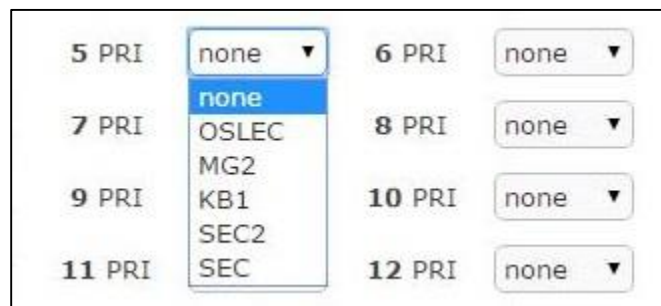 5 PRI none ▼ 6 PRI none ▼
none
7 PRI OSLEC 8 PRI none ▼
MG2
9 PRI KB1 10 PRI none ▼
SEC2
11 PRI SEC 12 PRI none ▼